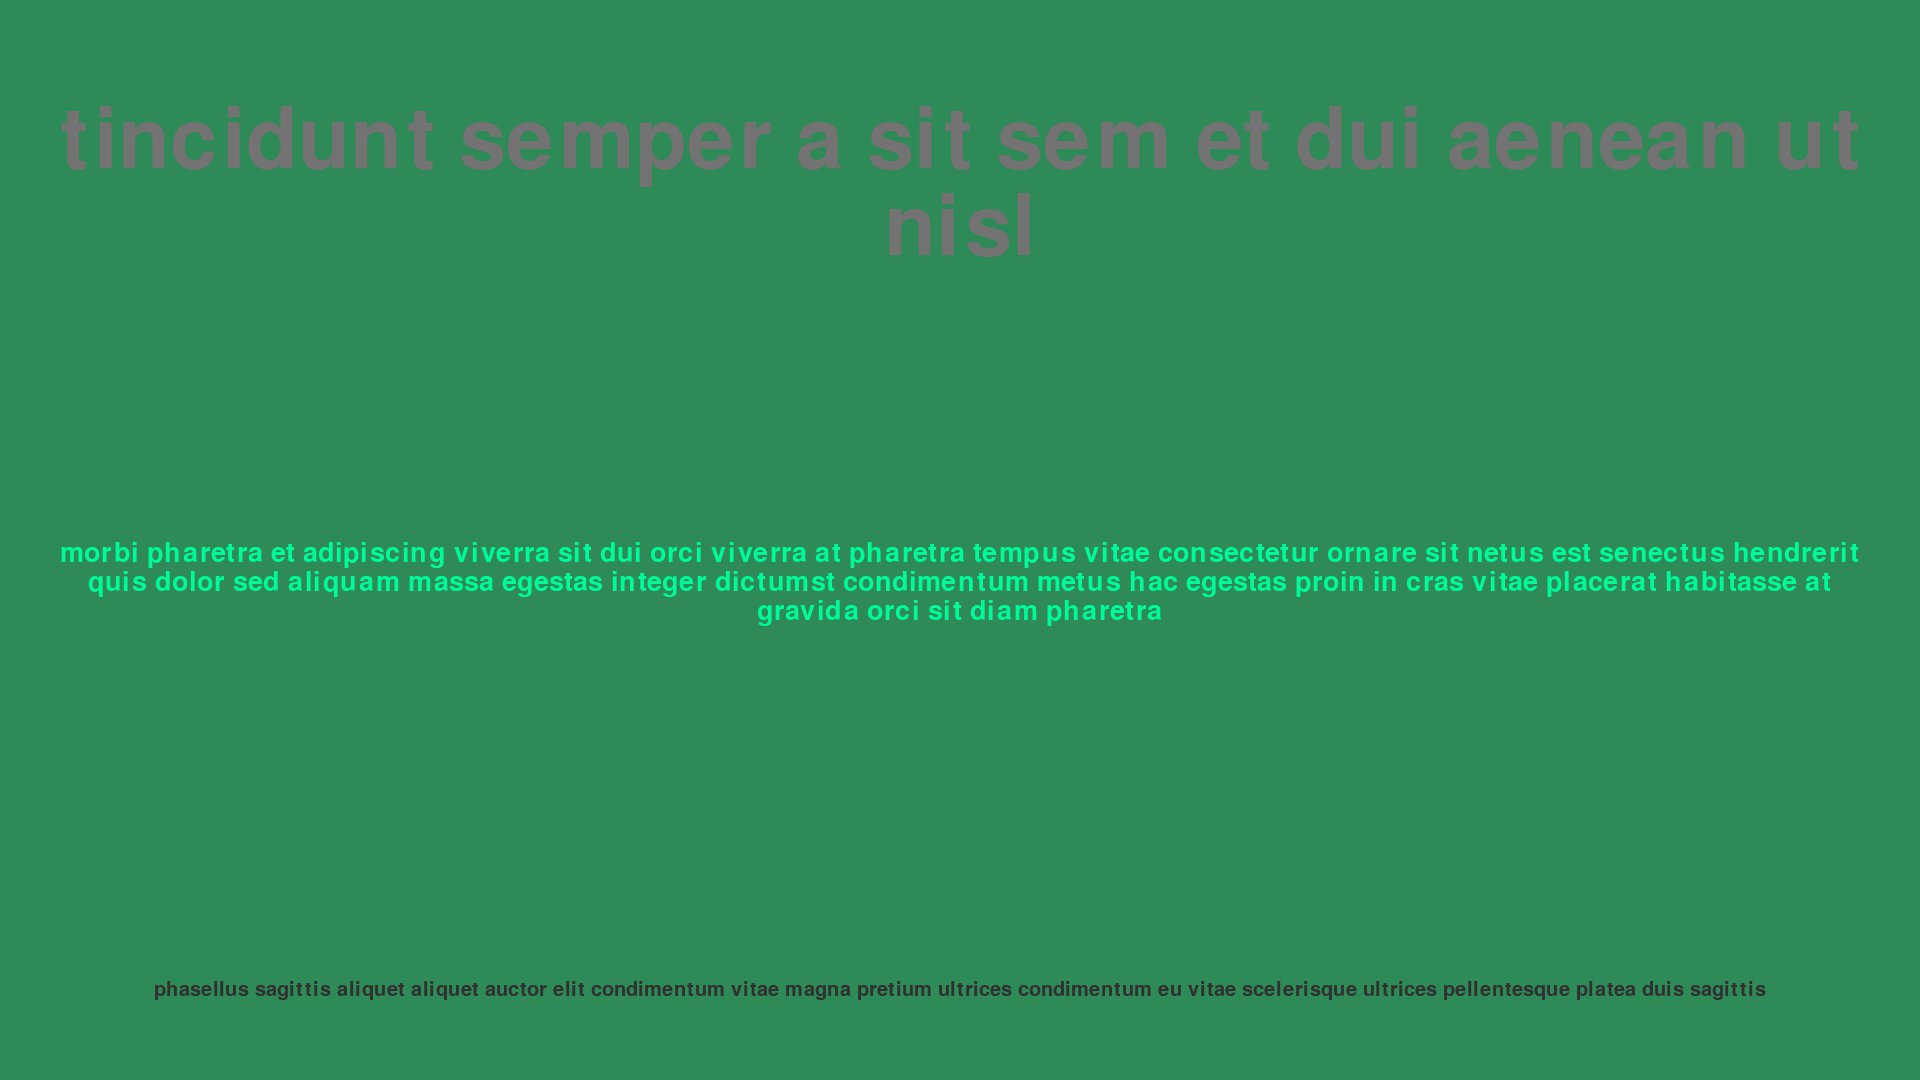 tincidunt semper a sit sem et dui aenean ut
nisl
morbi pharetra et adipiscing viverra sit dui orci viverra at pharetra tempus vitae consectetur ornare sit netus est senectus hendrerit
quis dolor sed aliquam massa egestas integer dictumst condimentum metus hac egestas proin in cras vitae placerat habitasse at
gravida orci sit diam pharetra
phasellus sagittis aliquet aliquet auctor elit condimentum vitae magna pretium ultrices condimentum eu vitae scelerisque ultrices pellentesque platea duis sagittis